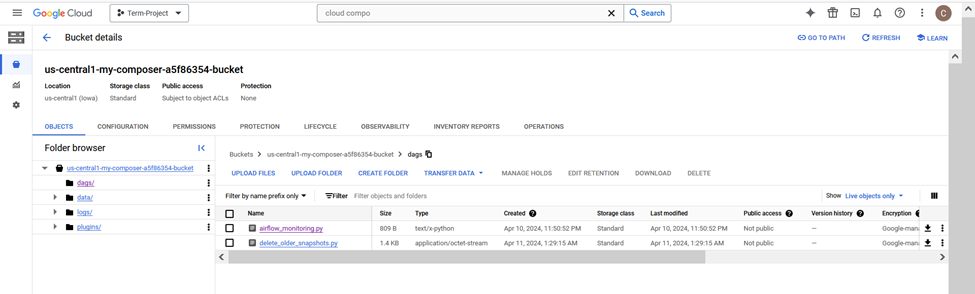 Google Cloud
Term-Project
cloud compo
Search
C
Bucket details
GO TO PATH
REFRESH
LEARN
us-central1-my-composer-a5f86354-bucket
Location Storage class Public access Protection
us-central1 (Iowa) Standard Subject to object ACLs None
OBJECTS CONFIGURATION PERMISSIONS PROTECTION LIFECYCLE OBSERVABILITY INVENTORY REPORTS OPERATIONS
Folder browser
us-central1-my-composer-a5f86354-bucket
dags/
data/
logs/
plugins/
Buckets us-central1-my-composer-a5f86354-bucket dags
UPLOAD FILES UPLOAD FOLDER CREATE FOLDER TRANSFER DATA MANAGE HOLDS EDIT RETENTION DOWNLOAD DELETE
Filter by name prefix only Filter Filter objects and folders Show Live objects only
Name Size Type Created Storage class Last modified Public access Version history Encryption
airflow_monitoring.py 809 B text/x-python Apr 10, 2024, 11:50:52 PM Standard Apr 10, 2024, 11:50:52 PM Not public — Google-man
delete_older_snapshots.py 1.4 KB application/octet-stream Apr 11, 2024, 1:29:15 AM Standard Apr 11, 2024, 1:29:15 AM Not public — Google-man